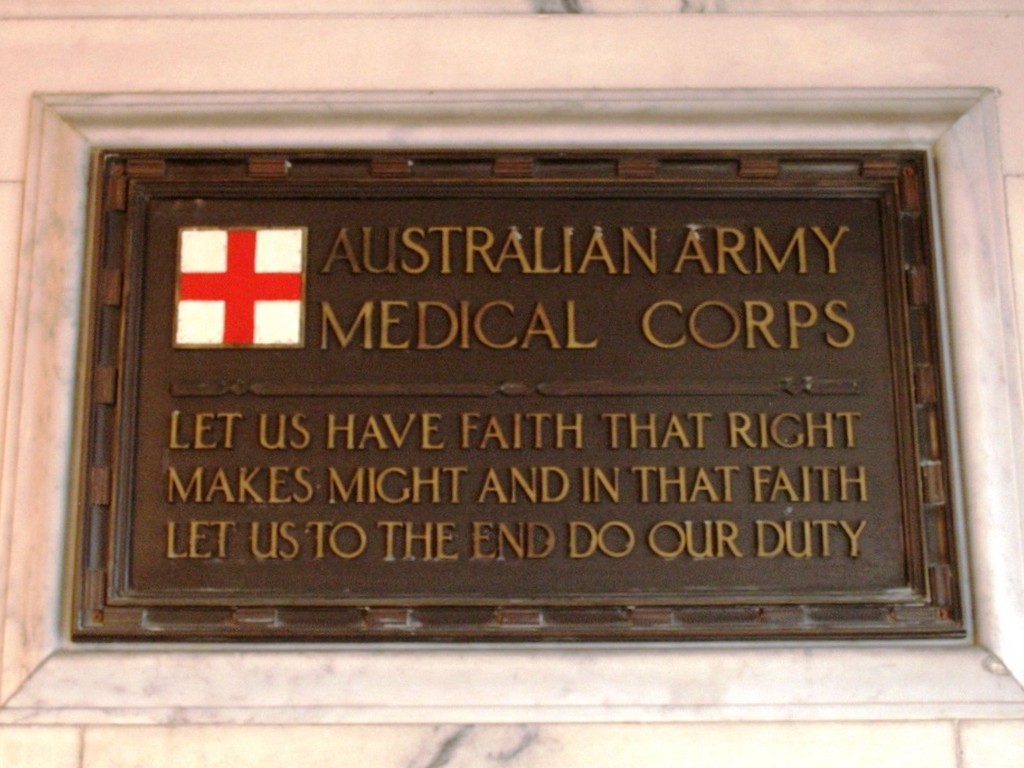 AUSTRALIAN ARMY
MEDICAL CORPS
LET US HAVE FAITH THAT RIGHT
MAKES MIGHT AND IN THAT FAITH
LET US TO THE END DO OUR DUTY